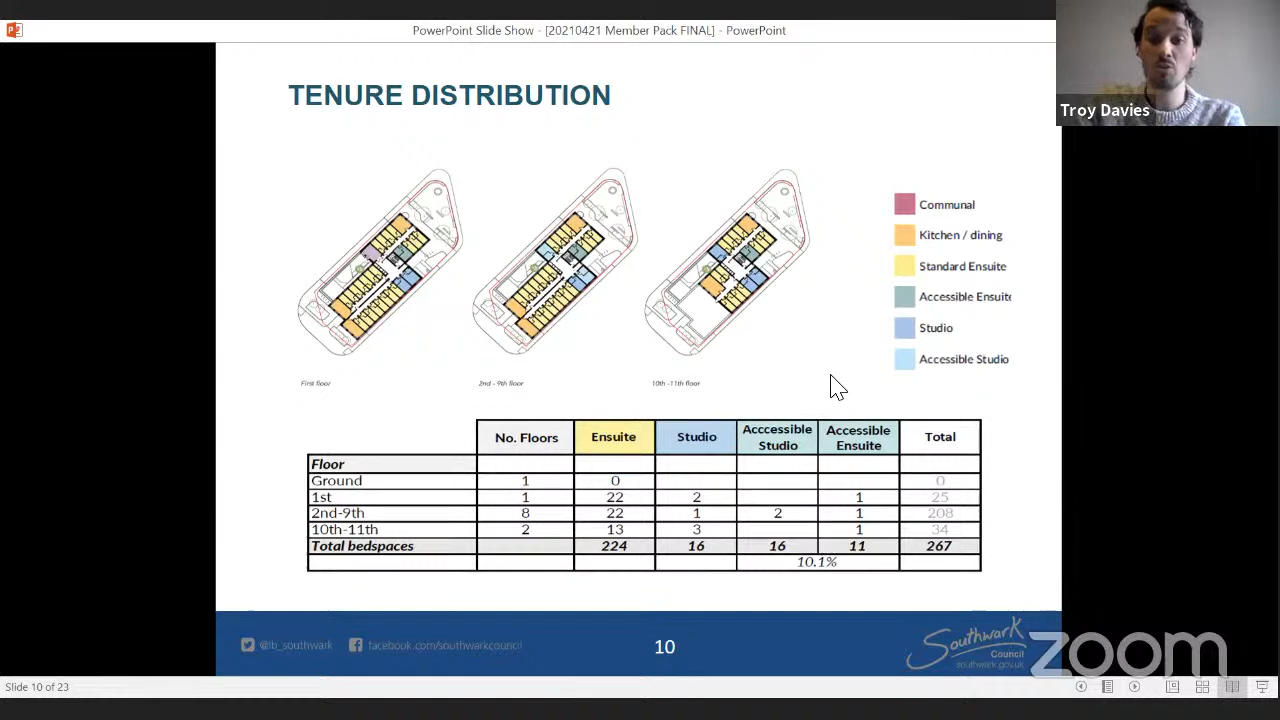 PowerPoint Slide Show - [20210421 Member Pack FINAL] - PowerPoint
Troy Davies
TENURE DISTRIBUTION
Communal
Kitchen / dining
Standard Ensuite
Accessible Ensuite
Studio
Accessible Studio
First floor
2nd - 9th floor
10th -11th floor
No. Floors Ensuite Studio Acccessible Studio Accessible Ensuite Total
Floor
Ground 1 0 0
1st 1 22 2 1 25
2nd-9th 8 22 1 2 1 208
10th-11th 2 13 3 1 34
Total bedspaces 224 16 16 11 267
10.1%
@lb_southwark
facebook.com/southwarkcouncil
10
Southwark
Council
southwark.gov.uk
zoom
Slide 10 of 23